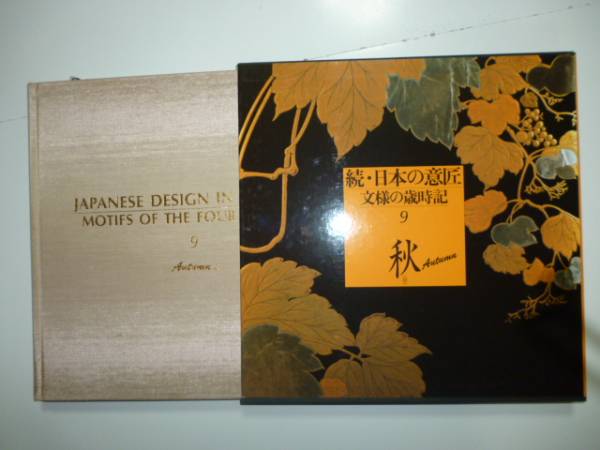 JAPANESE DESIGN IN
MOTIFS OF THE FOUR
9
Autumn
続・日本の意匠
文様の歳時記
9
秋
Autumn